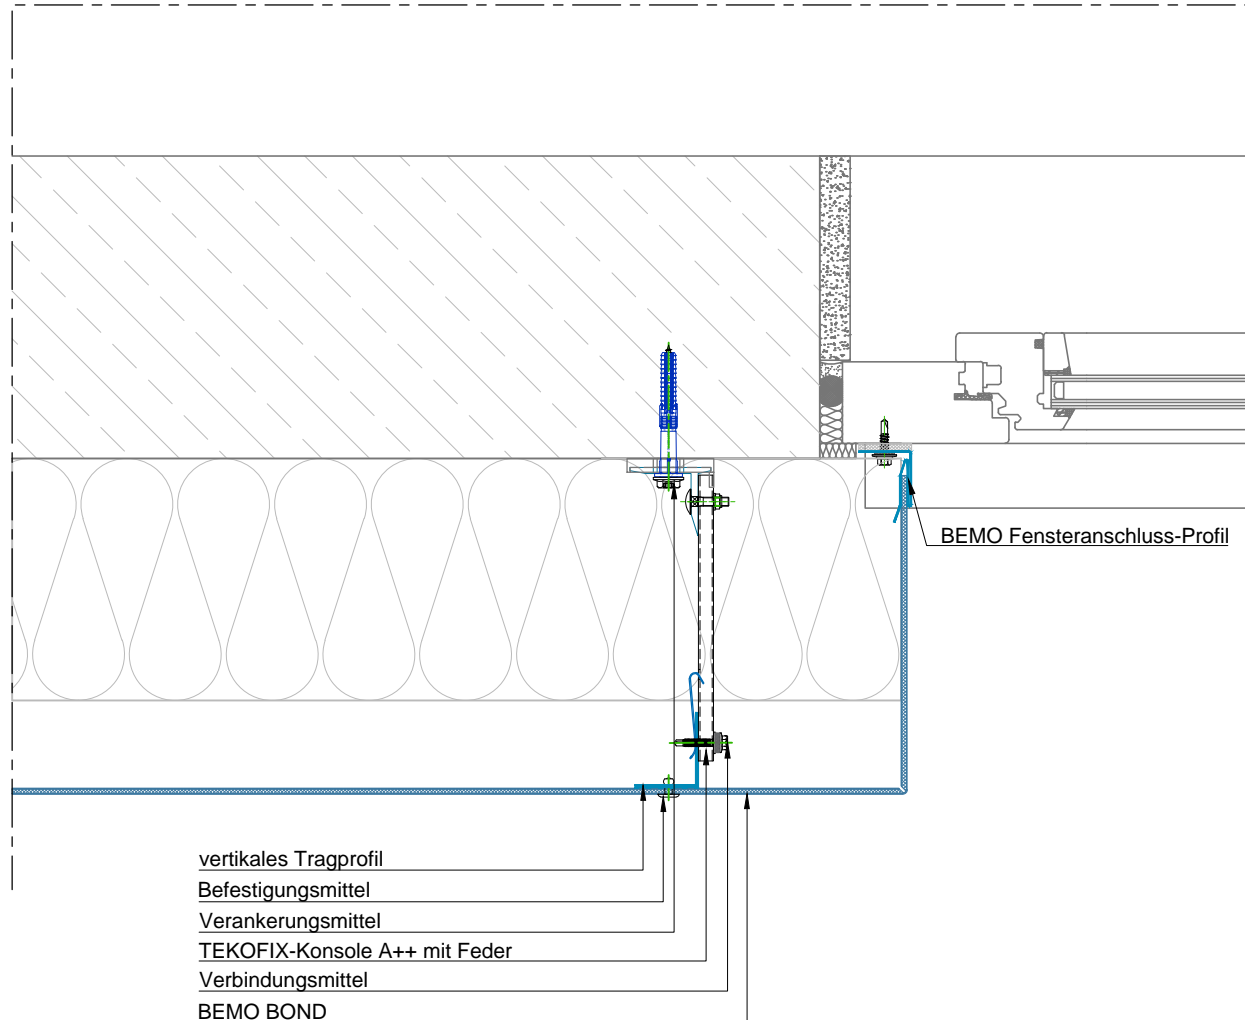 BEMO Fensteranschluss-Profil
vertikales Tragprofil
Befestigungsmittel
Verankerungsmittel
TEKOFIX-Konsole A++ mit Feder
Verbindungsmittel
BEMO BOND